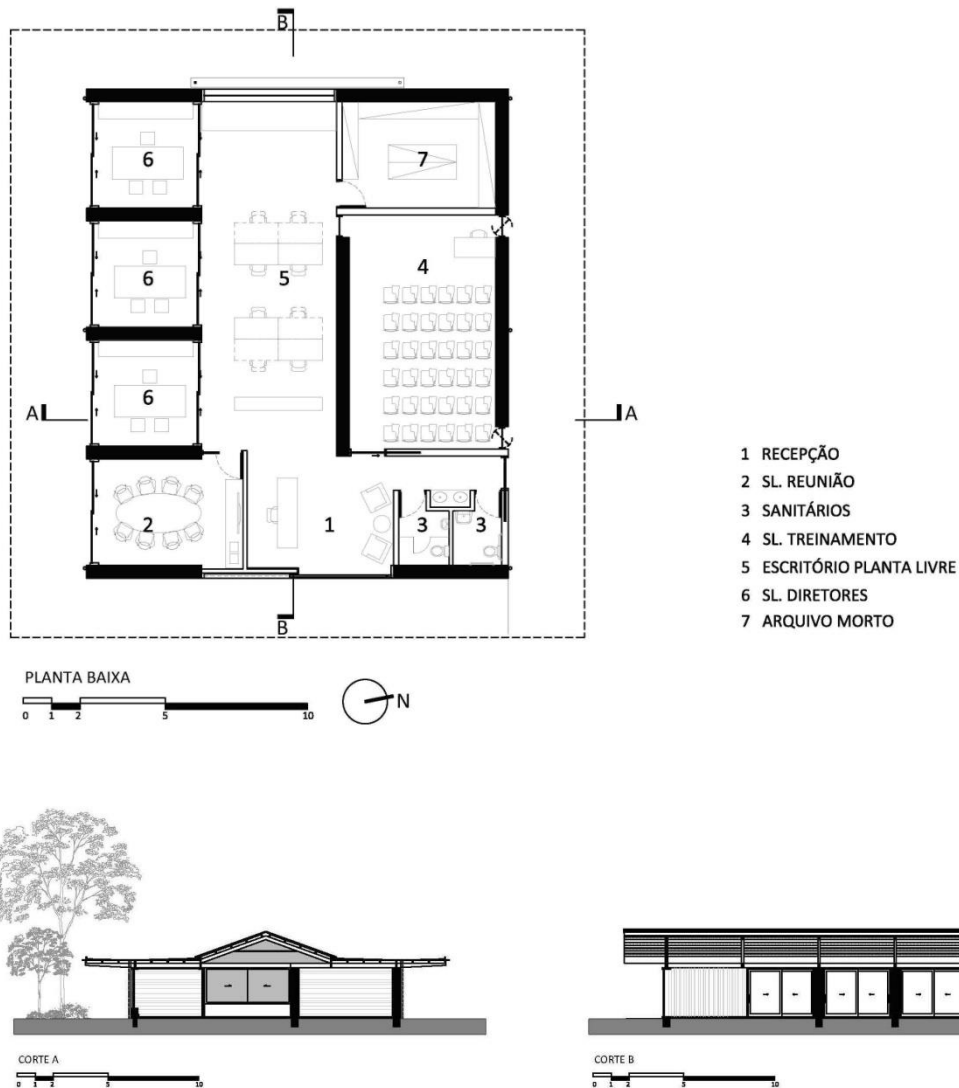 B
6
7
6
5
4
6
A
A
2
1
3
3
B
1 RECEPÇÃO
2 SL. REUNIÃO
3 SANITÁRIOS
4 SL. TREINAMENTO
5 ESCRITÓRIO PLANTA LIVRE
6 SL. DIRETORES
7 ARQUIVO MORTO
PLANTA BAIXA
0 1 2 5 10
N
CORTE A
0 1 2 5 10
CORTE B
0 1 2 5 10